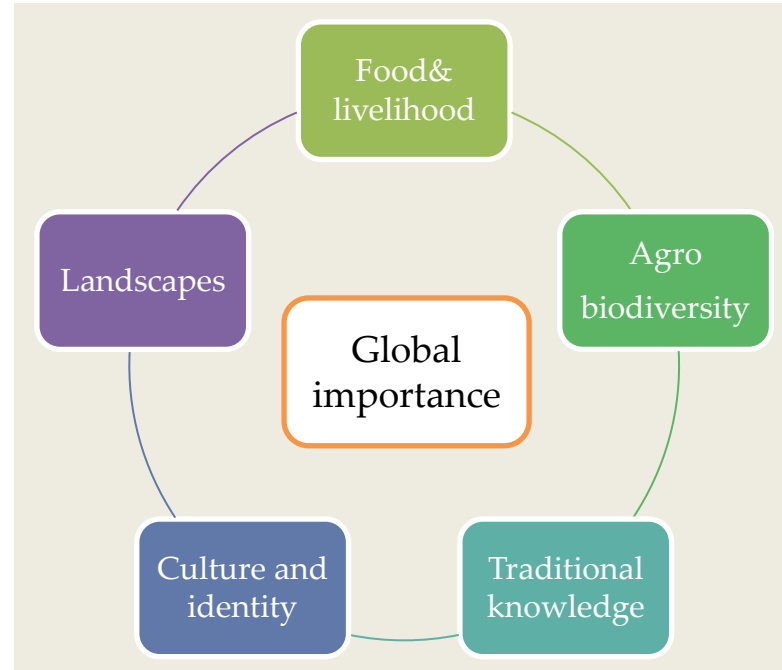 Food&
livelihood
Agro
biodiversity
Traditional
knowledge
Culture and
identity
Landscapes
Global
importance